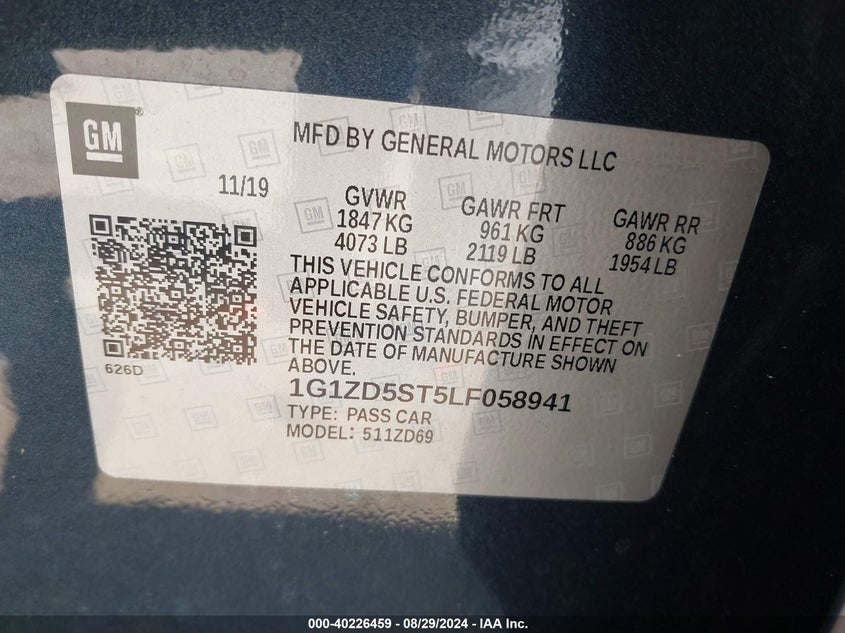 GM
MFD BY GENERAL MOTORS LLC
11/19
GVWR
1847 KG
4073 LB
GAWR FRT
961 KG
2119 LB
GAWR RR
886 KG
1954 LB
THIS VEHICLE CONFORMS TO ALL
APPLICABLE U.S. FEDERAL MOTOR
VEHICLE SAFETY, BUMPER, AND THEFT
PREVENTION STANDARDS IN EFFECT ON
THE DATE OF MANUFACTURE SHOWN
ABOVE.
626D
1G1ZD5ST5LF058941
TYPE: PASS CAR
MODEL: 511ZD69
000-40226459 - 08/29/2024 - IAA Inc.